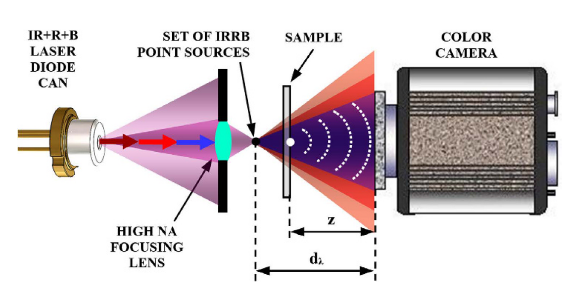 IR+R+B
LASER
DIODE
CAN
SET OF IRRB
POINT SOURCES
SAMPLE
COLOR
CAMERA
HIGH NA
FOCUSING
LENS
z
dλ